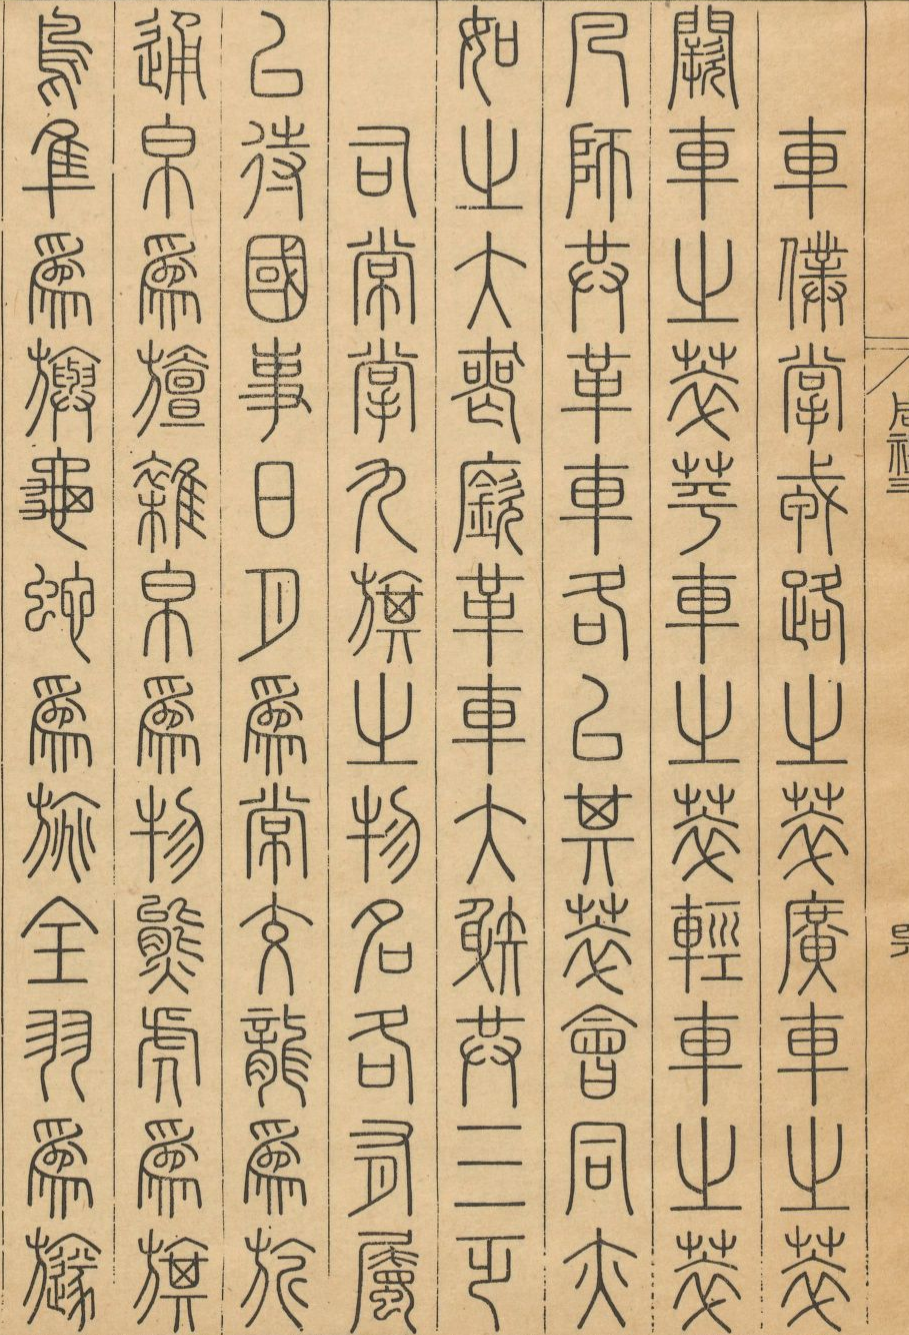 車僕掌戎路之萃廣車之萃
闕車之萃苹車之萃輕車之萃
凡師共革車各以其萃會同亦
如之大喪廞革車大射共三乏
司常掌九旗之物名各有屬
以待國事日月爲常交龍爲旂
通帛爲旜雜帛爲物熊虎爲旗
鳥隼爲旟龜蛇爲旐全羽爲旞